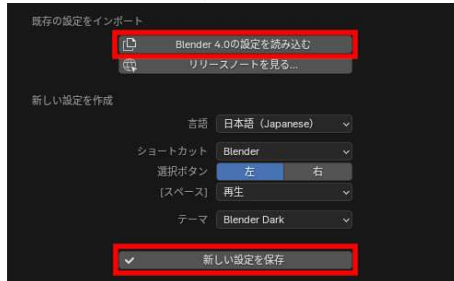 既存の設定をインポート
Blender 4.0の設定を読み込む
リリースノートを見る...
新しい設定を作成
言語 日本語 (Japanese)
ショートカット Blender
選択ボタン 左 右
[スペース] 再生
テーマ Blender Dark
新しい設定を保存